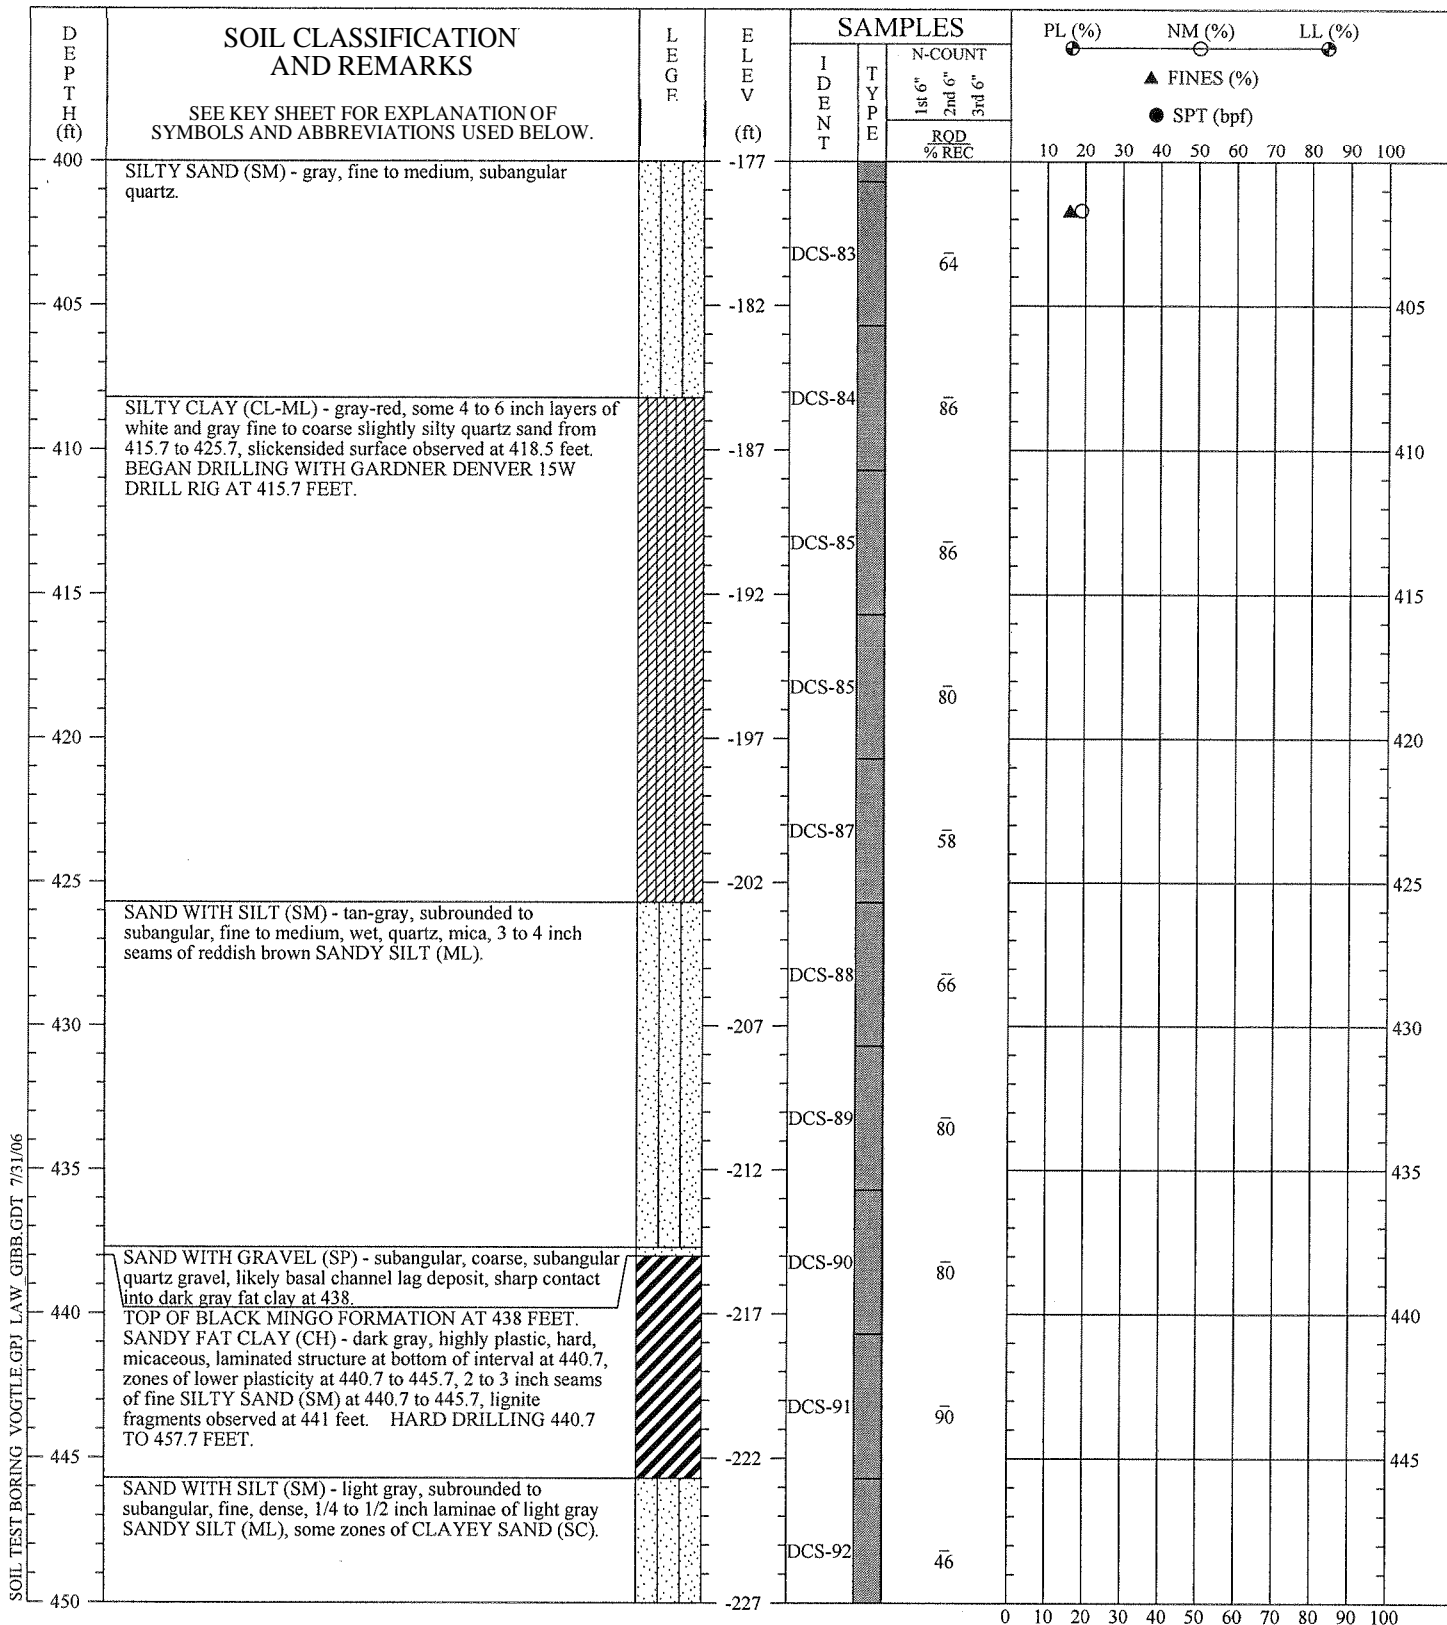 DEPTH (ft)
SOIL CLASSIFICATION
AND REMARKS
SEE KEY SHEET FOR EXPLANATION OF
SYMBOLS AND ABBREVIATIONS USED BELOW.
ELEV (ft)
SAMPLES
IDENT
TYPE
N-COUNT
1st 6"
2nd 6"
3rd 6"
RQD
% REC
PL (%) NM (%) LL (%)
▲ FINES (%)
● SPT (bpf)
10 20 30 40 50 60 70 80 90 100
400
SILTY SAND (SM) - gray, fine to medium, subangular
quartz.
-177
DCS-83
64
405
-182
405
SILTY CLAY (CL-ML) - gray-red, some 4 to 6 inch layers of
white and gray fine to coarse slightly silty quartz sand from
415.7 to 425.7, slickensided surface observed at 418.5 feet.
BEGAN DRILLING WITH GARDNER DENVER 15W
DRILL RIG AT 415.7 FEET.
DCS-84
86
410
-187
410
DCS-85
86
415
-192
415
DCS-85
80
420
-197
420
DCS-87
58
425
-202
425
SAND WITH SILT (SM) - tan-gray, subrounded to
subangular, fine to medium, wet, quartz, mica, 3 to 4 inch
seams of reddish brown SANDY SILT (ML).
DCS-88
66
430
-207
430
DCS-89
80
435
-212
435
SAND WITH GRAVEL (SP) - subangular, coarse, subangular
quartz gravel, likely basal channel lag deposit, sharp contact
into dark gray fat clay at 438.
DCS-90
80
440
-217
440
TOP OF BLACK MINGO FORMATION AT 438 FEET.
SANDY FAT CLAY (CH) - dark gray, highly plastic, hard,
micaceous, laminated structure at bottom of interval at 440.7,
zones of lower plasticity at 440.7 to 445.7, 2 to 3 inch seams
of fine SILTY SAND (SM) at 440.7 to 445.7, lignite
fragments observed at 441 feet. HARD DRILLING 440.7
TO 457.7 FEET.
DCS-91
90
445
-222
445
SAND WITH SILT (SM) - light gray, subrounded to
subangular, fine, dense, 1/4 to 1/2 inch laminae of light gray
SANDY SILT (ML), some zones of CLAYEY SAND (SC).
DCS-92
46
450
-227
0 10 20 30 40 50 60 70 80 90 100
SOIL TEST BORING VOGTLE.GPJ LAW_GIBB.GDT 7/31/06